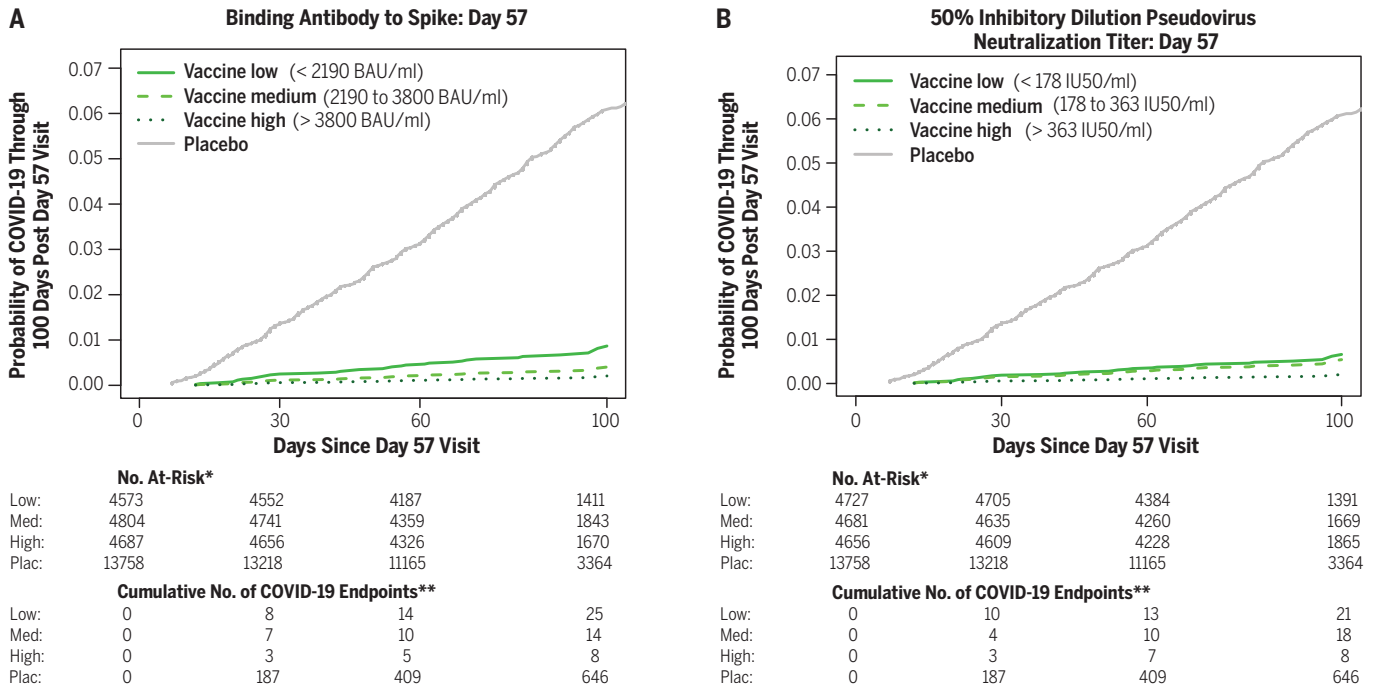 A
Binding Antibody to Spike: Day 57
Probability of COVID-19 Through
100 Days Post Day 57 Visit
0.07
0.06
0.05
0.04
0.03
0.02
0.01
0.00
Vaccine low (< 2190 BAU/ml)
Vaccine medium (2190 to 3800 BAU/ml)
Vaccine high (> 3800 BAU/ml)
Placebo
0 30 60 100
Days Since Day 57 Visit
No. At-Risk*
Low: 4573 4552 4187 1411
Med: 4804 4741 4359 1843
High: 4687 4656 4326 1670
Plac: 13758 13218 11165 3364
Cumulative No. of COVID-19 Endpoints**
Low: 0 8 14 25
Med: 0 7 10 14
High: 0 3 5 8
Plac: 0 187 409 646
B
50% Inhibitory Dilution Pseudovirus
Neutralization Titer: Day 57
Probability of COVID-19 Through
100 Days Post Day 57 Visit
0.07
0.06
0.05
0.04
0.03
0.02
0.01
0.00
Vaccine low (< 178 IU50/ml)
Vaccine medium (178 to 363 IU50/ml)
Vaccine high (> 363 IU50/ml)
Placebo
0 30 60 100
Days Since Day 57 Visit
No. At-Risk*
Low: 4727 4705 4384 1391
Med: 4681 4635 4260 1669
High: 4656 4609 4228 1865
Plac: 13758 13218 11165 3364
Cumulative No. of COVID-19 Endpoints**
Low: 0 10 13 21
Med: 0 4 10 18
High: 0 3 7 8
Plac: 0 187 409 646